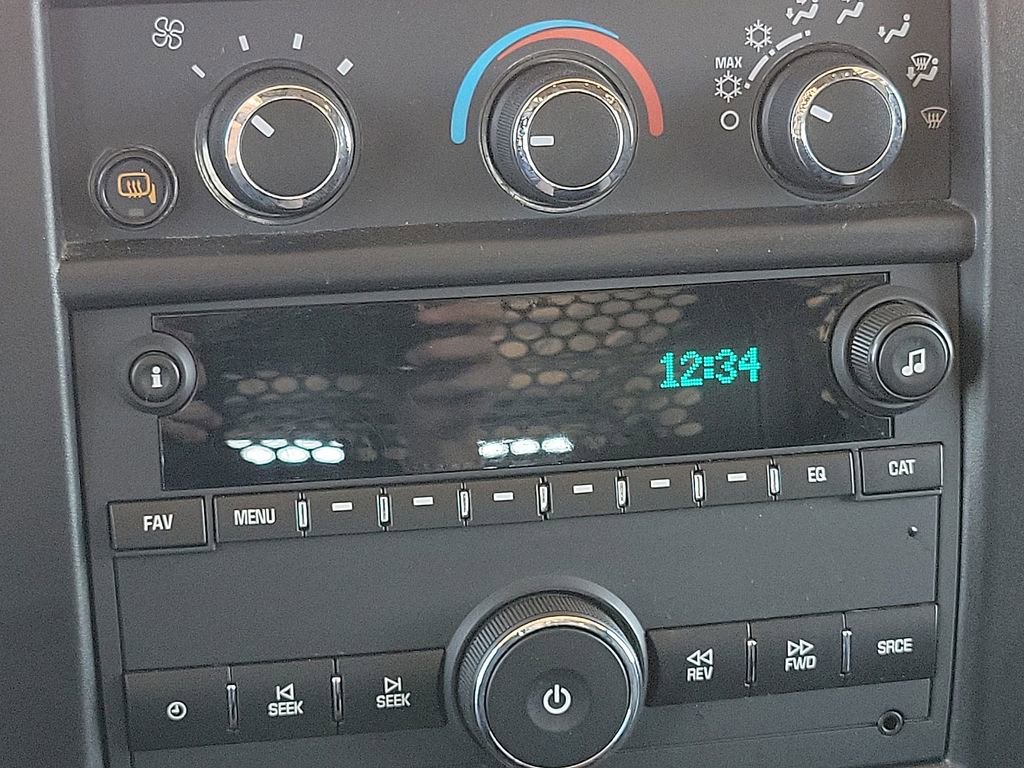 MAX
12:34
FAV
MENU
EQ
CAT
SEEK
SEEK
REV
FWD
SRCE